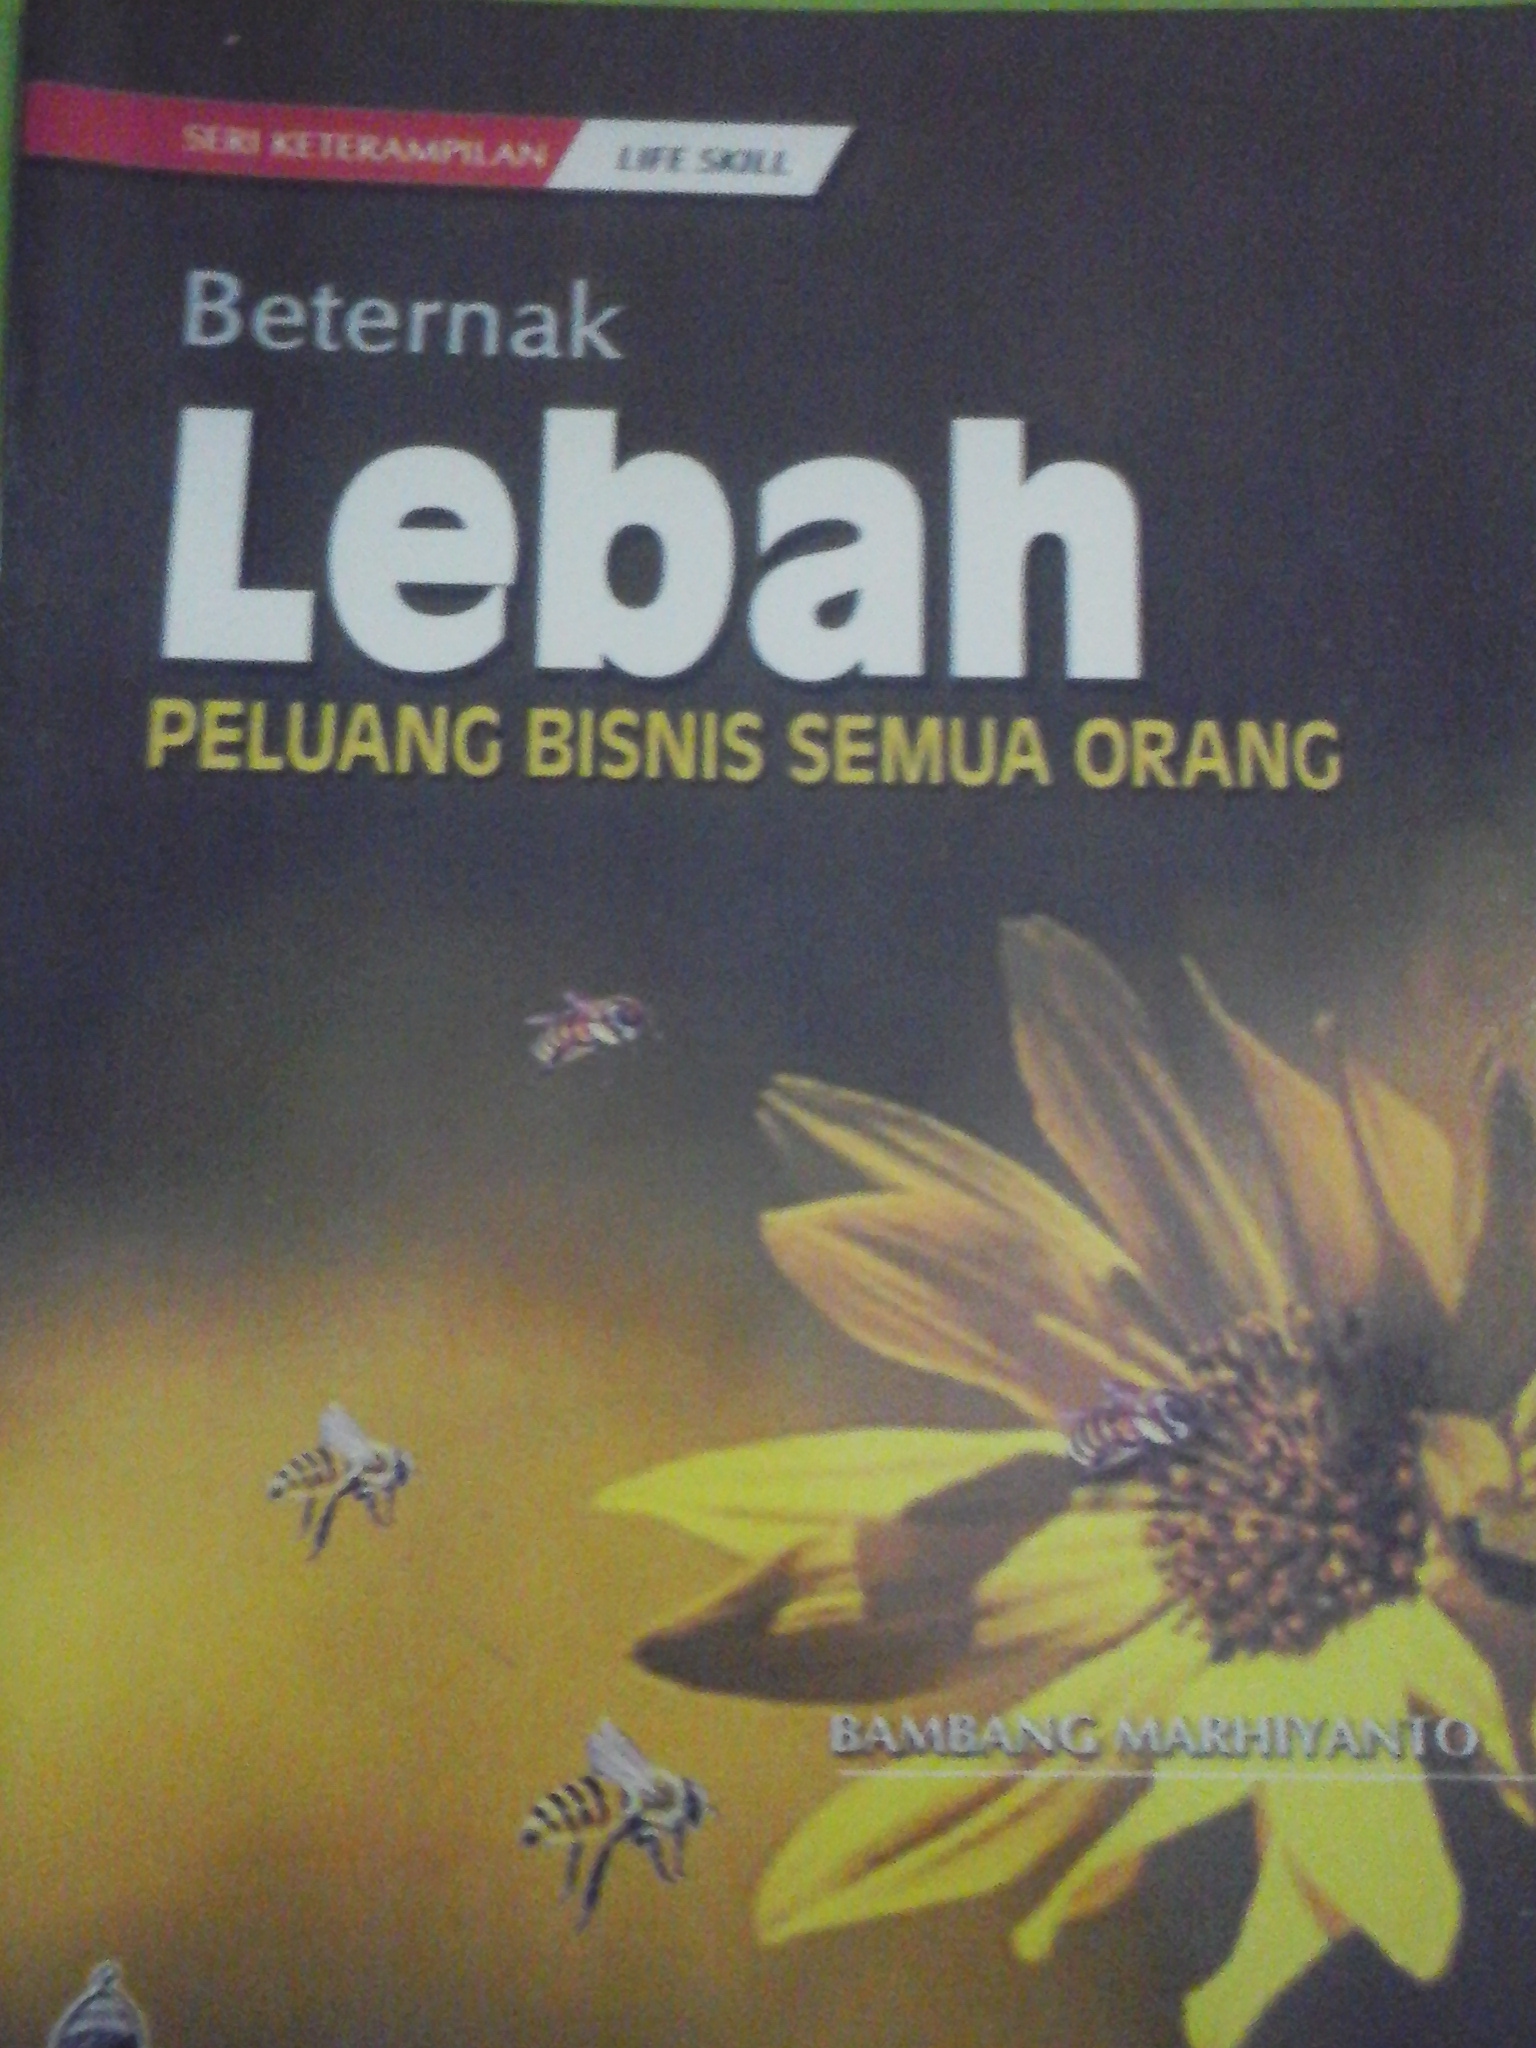 SERI KETERAMPILAN LIFE SKILL
Beternak
Lebah
PELUANG BISNIS SEMUA ORANG
BAMBANG MARHIYANTO